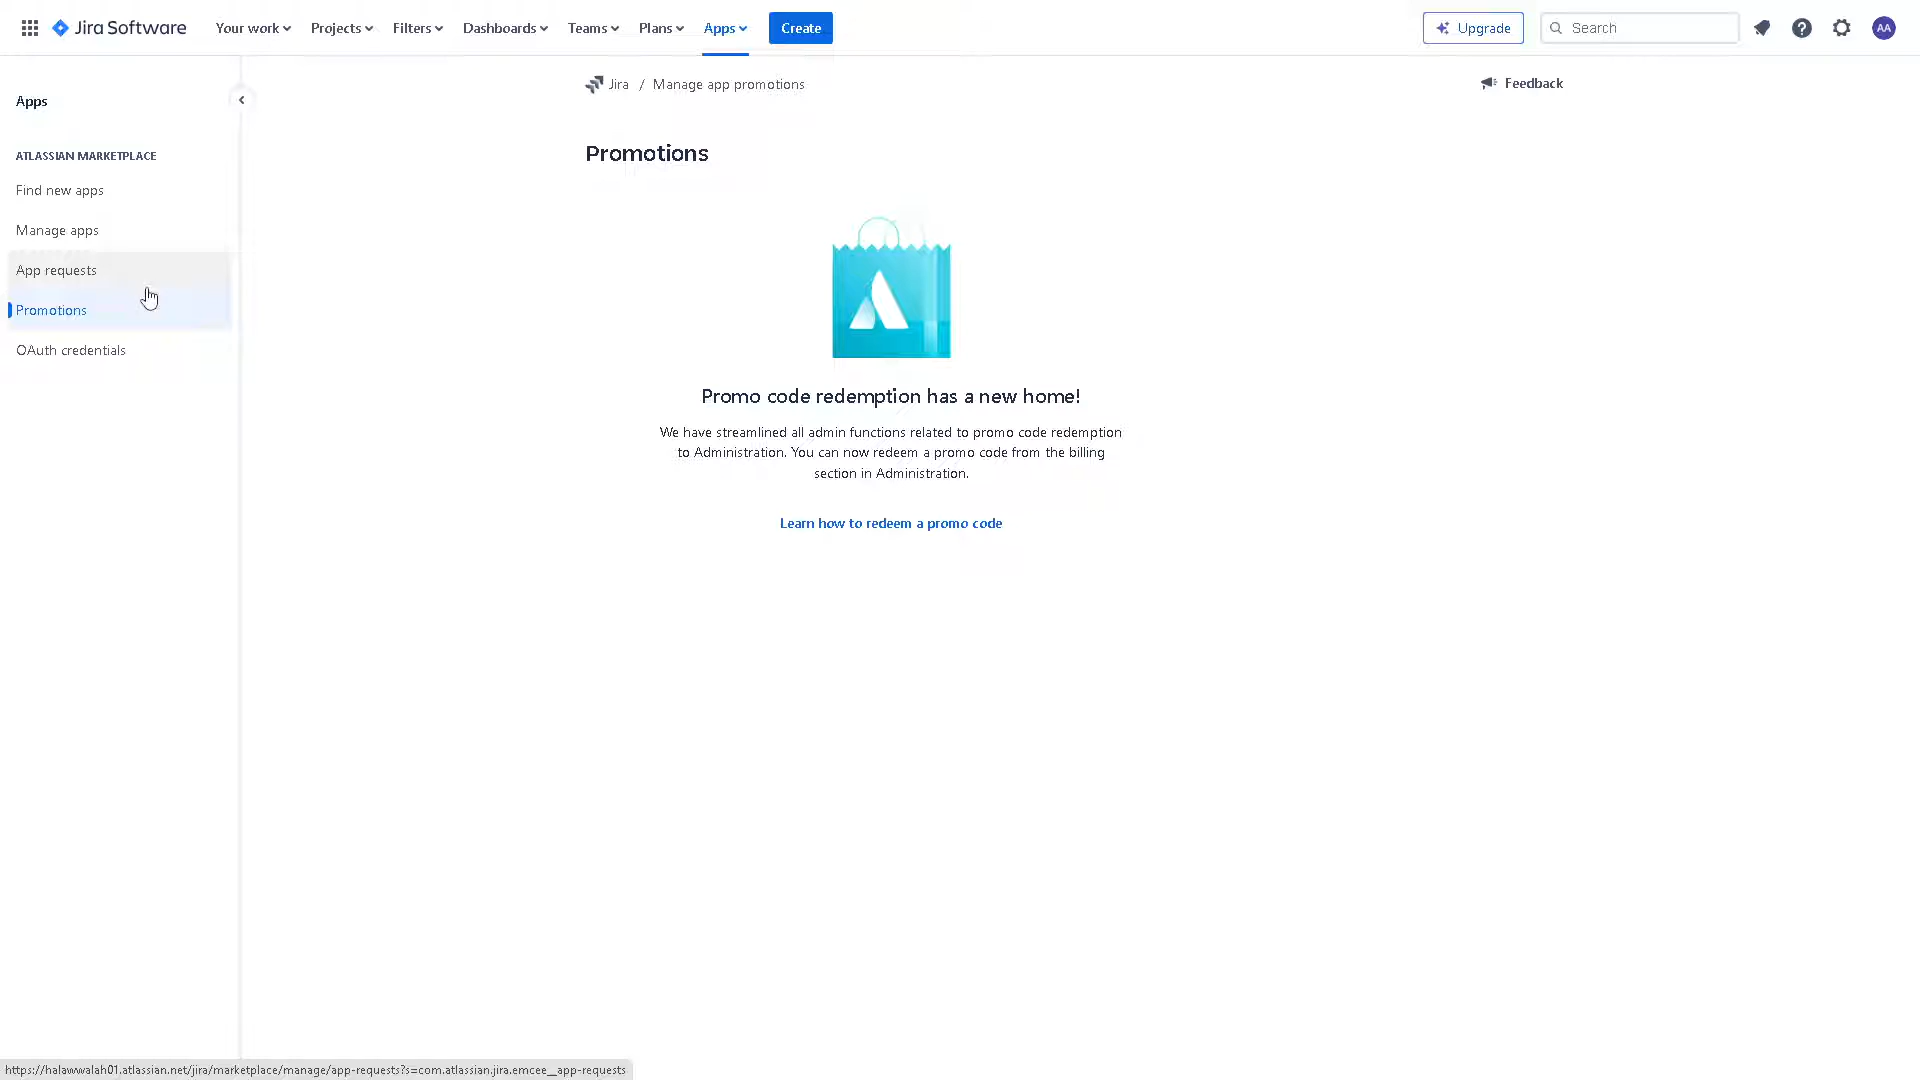 Jira Software
Your work
Projects
Filters
Dashboards
Teams
Plans
Apps
Create
Upgrade
Search
AA
Apps
ATLASSIAN MARKETPLACE
Find new apps
Manage apps
App requests
Promotions
OAuth credentials
Jira / Manage app promotions
Feedback
Promotions
Promo code redemption has a new home!
We have streamlined all admin functions related to promo code redemption
to Administration. You can now redeem a promo code from the billing
section in Administration.
Learn how to redeem a promo code
https://halawwalah01.atlassian.net/jira/marketplace/manage/app-requests?s=com.atlassian.jira.emcee__app-requests